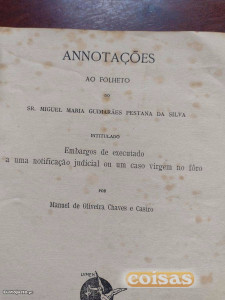 ANNOTAÇÕES
AO FOLHETO
DO
SR. MIGUEL MARIA GUIMARÃES PESTANA DA SILVA
INTITULADO
Embargos de executado
a uma notificação judicial ou um caso virgem no fôro
POR
Manuel de Oliveira Chaves e Castro
coisas